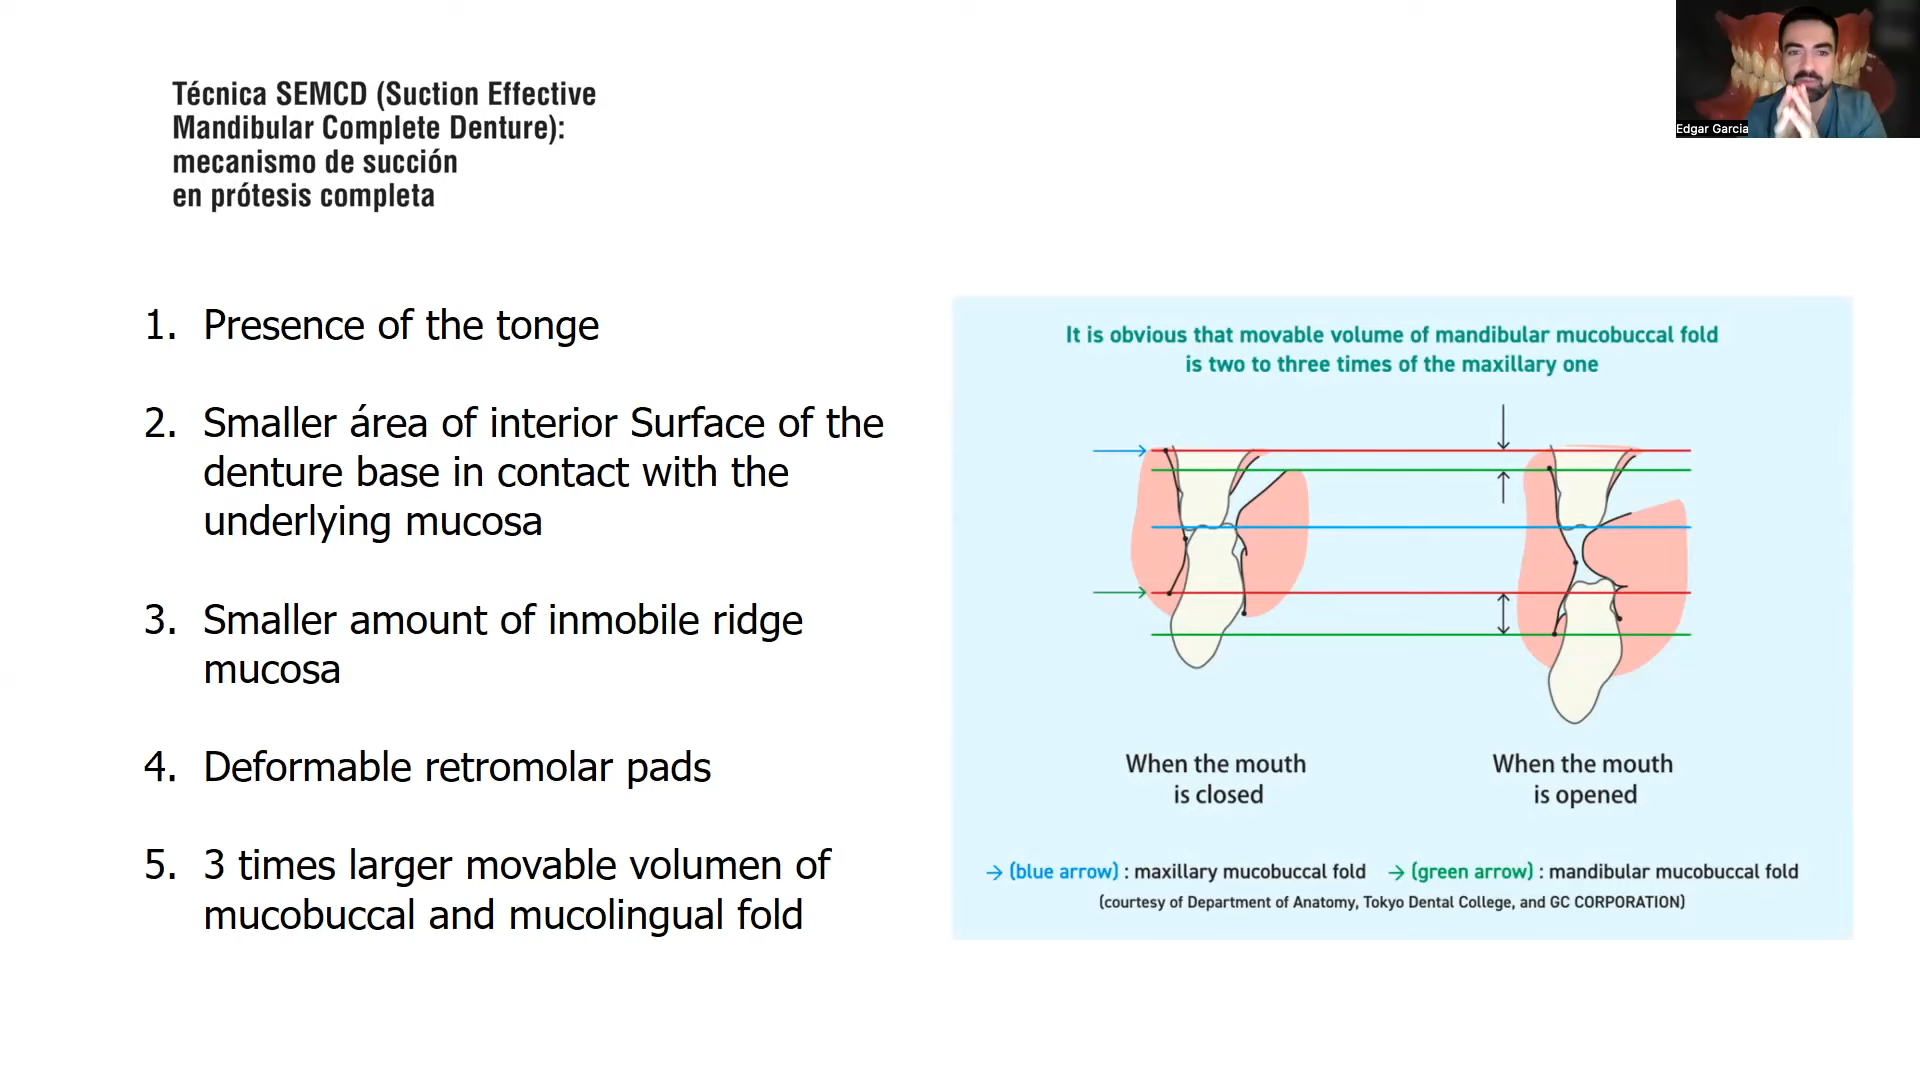 Técnica SEMCD (Suction Effective
Mandibular Complete Denture):
mecanismo de succión
en prótesis completa
Edgar Garcia
1. Presence of the tonge
2. Smaller área of interior Surface of the
denture base in contact with the
underlying mucosa
3. Smaller amount of inmobile ridge
mucosa
4. Deformable retromolar pads
5. 3 times larger movable volumen of
mucobuccal and mucolingual fold
It is obvious that movable volume of mandibular mucobuccal fold
is two to three times of the maxillary one
When the mouth
is closed
When the mouth
is opened
→ (blue arrow) : maxillary mucobuccal fold → (green arrow) : mandibular mucobuccal fold
(courtesy of Department of Anatomy, Tokyo Dental College, and GC CORPORATION)